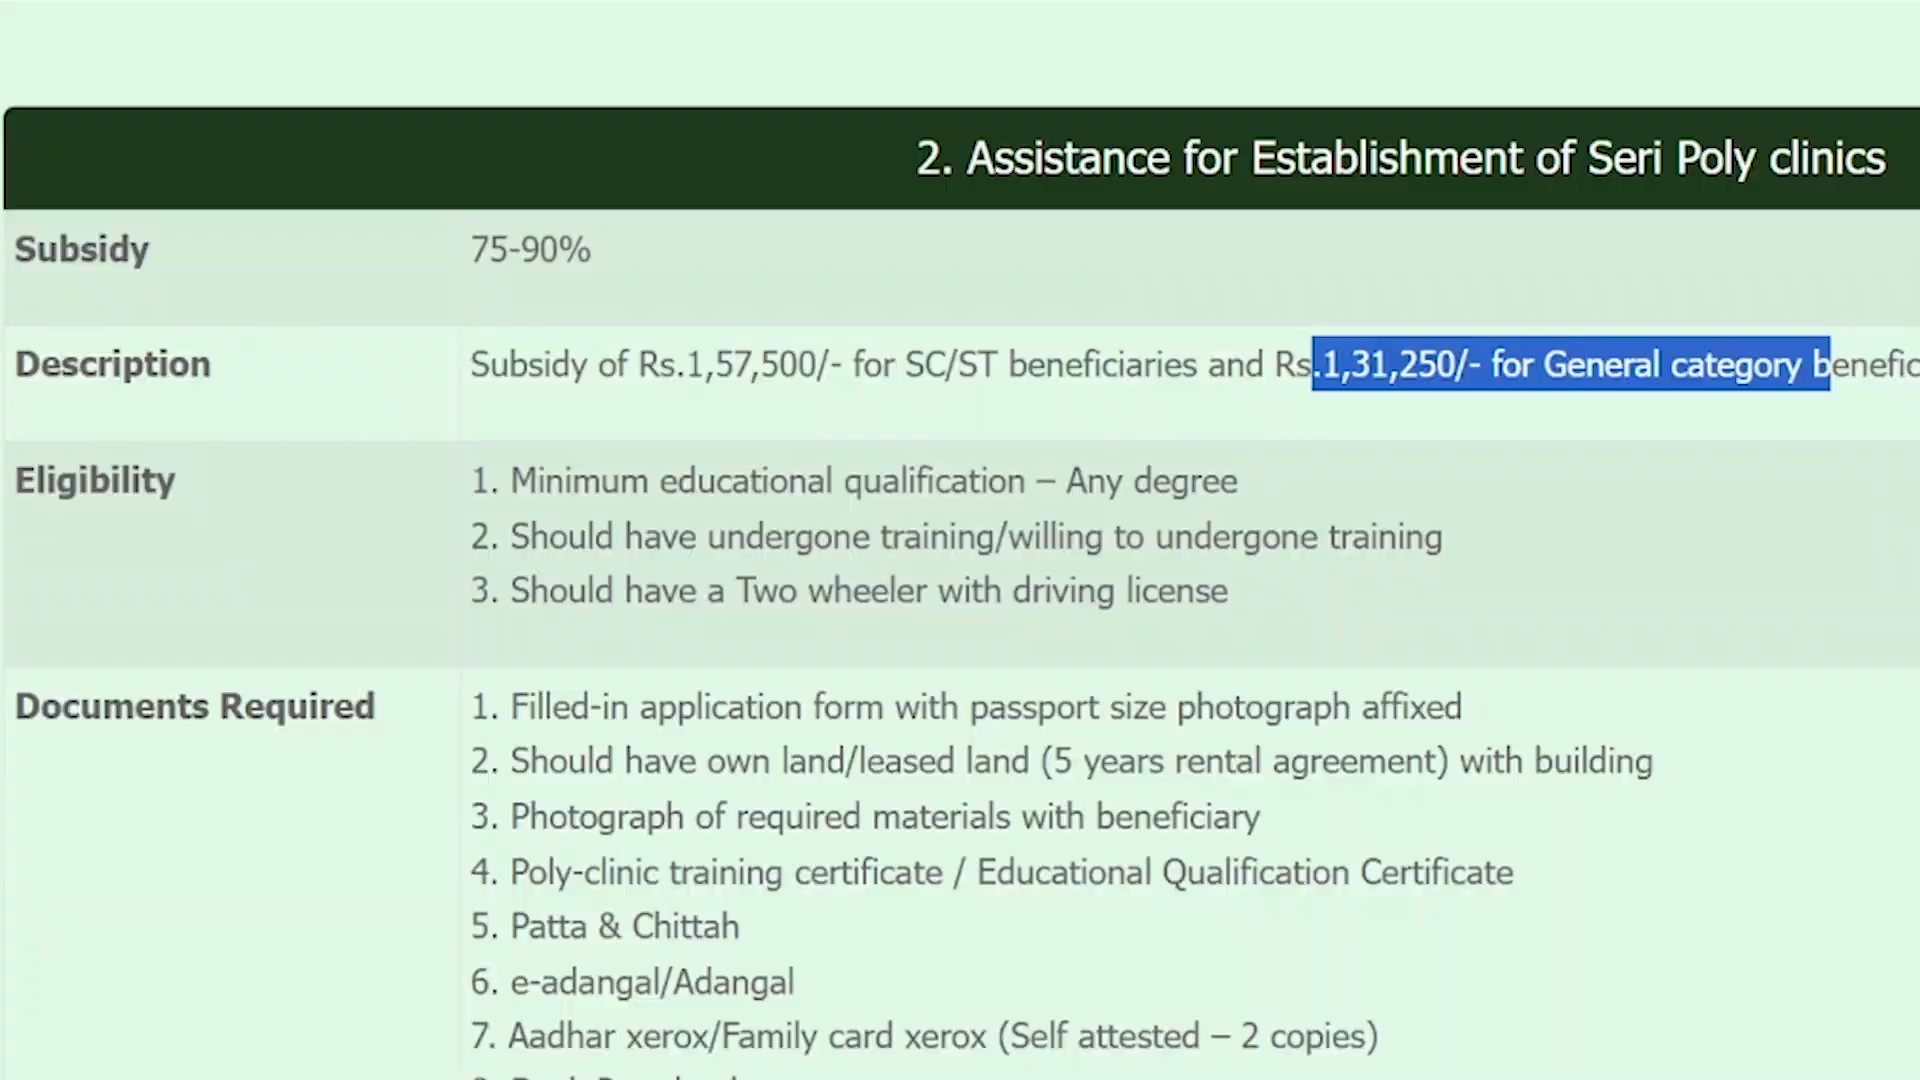 2. Assistance for Establishment of Seri Poly clinics
Subsidy 75-90%
Description Subsidy of Rs.1,57,500/- for SC/ST beneficiaries and Rs.1,31,250/- for General category benefic
Eligibility 1. Minimum educational qualification – Any degree
2. Should have undergone training/willing to undergone training
3. Should have a Two wheeler with driving license
Documents Required 1. Filled-in application form with passport size photograph affixed
2. Should have own land/leased land (5 years rental agreement) with building
3. Photograph of required materials with beneficiary
4. Poly-clinic training certificate / Educational Qualification Certificate
5. Patta & Chittah
6. e-adangal/Adangal
7. Aadhar xerox/Family card xerox (Self attested – 2 copies)